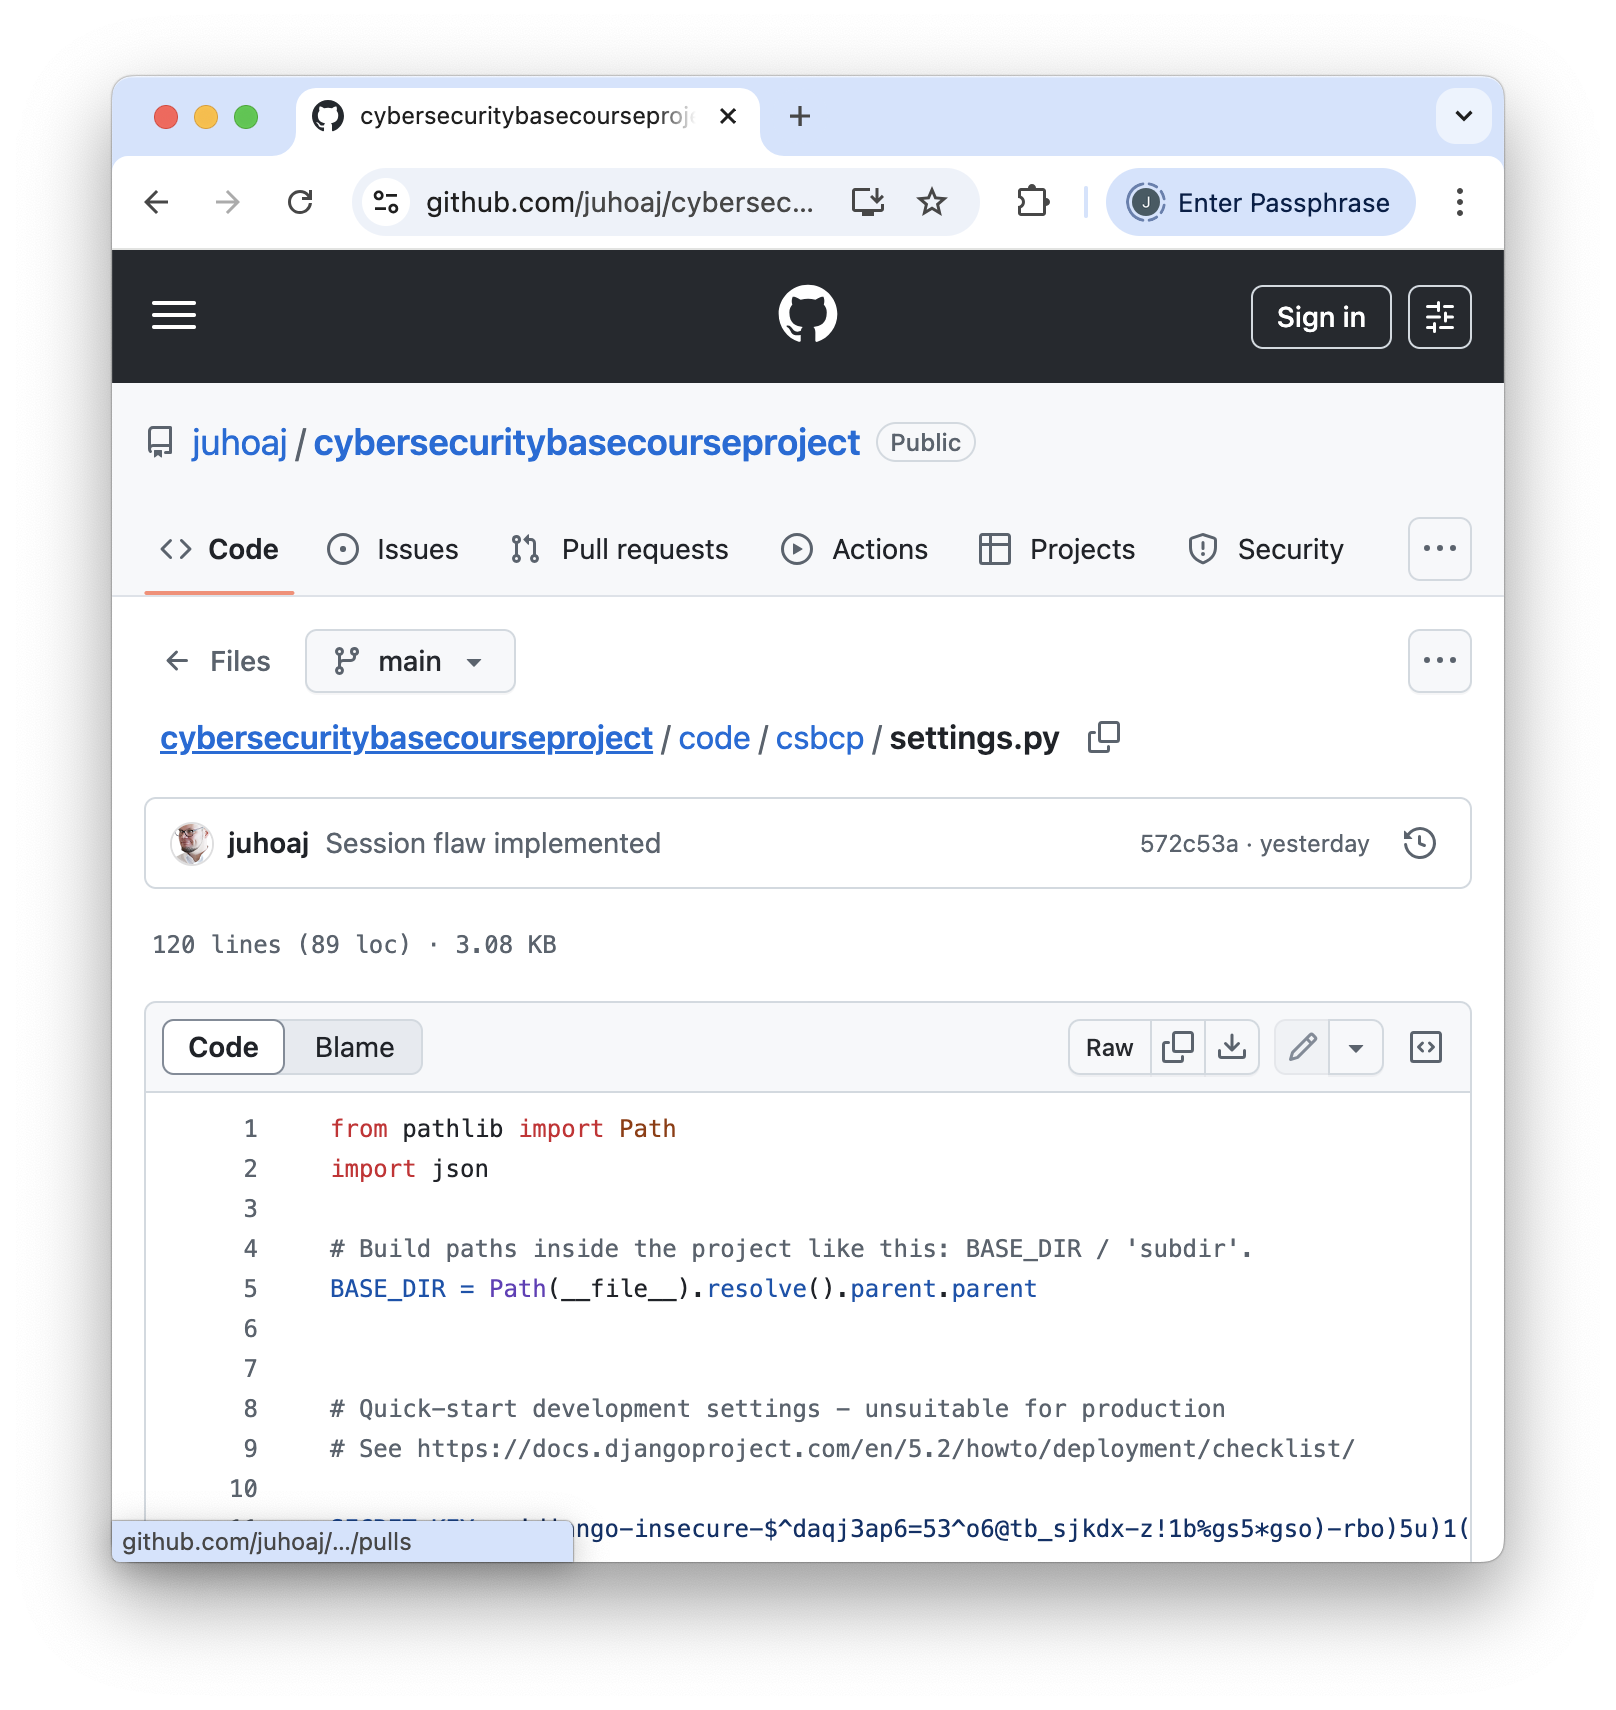 cybersecuritybasecourseproj
github.com/juhoaj/cybersec...
J
Enter Passphrase
Sign in
juhoaj / cybersecuritybasecourseproject Public
Code Issues Pull requests Actions Projects Security
Files main
cybersecuritybasecourseproject / code / csbcp / settings.py
juhoaj Session flaw implemented 572c53a · yesterday
120 lines (89 loc) · 3.08 KB
Code Blame Raw
1 from pathlib import Path
2 import json
3
4 # Build paths inside the project like this: BASE_DIR / 'subdir'.
5 BASE_DIR = Path(__file__).resolve().parent.parent
6
7
8 # Quick-start development settings - unsuitable for production
9 # See https://docs.djangoproject.com/en/5.2/howto/deployment/checklist/
10
ngo-insecure-$^daqj3ap6=53^o6@tb_sjkdx-z!1b%gs5*gso)-rbo)5u)1(
github.com/juhoaj/.../pulls